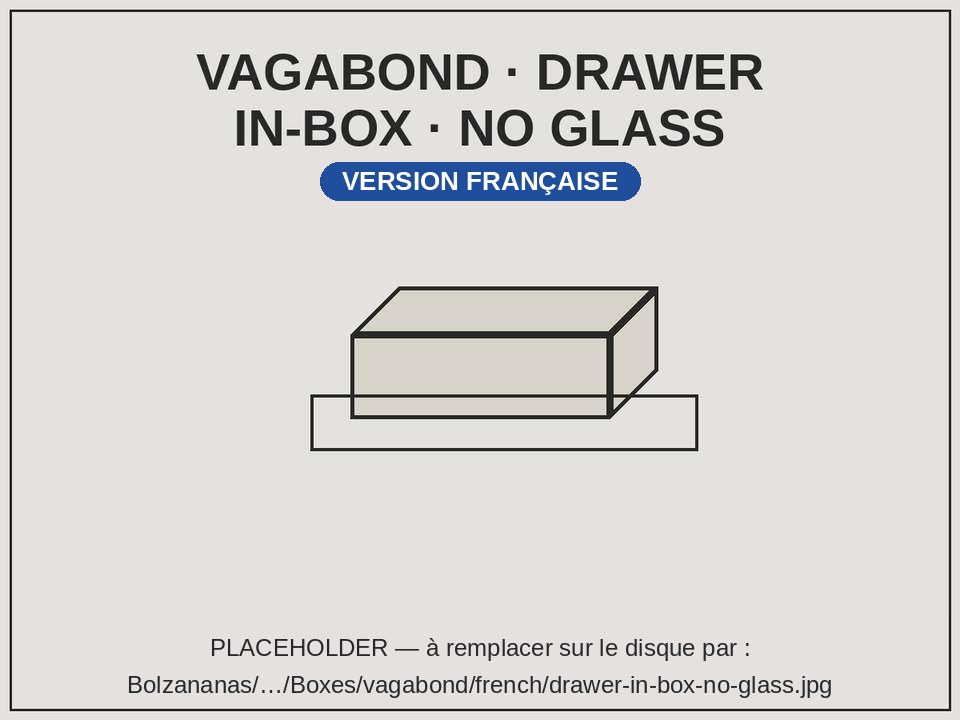 VAGABOND · DRAWER
IN-BOX · NO GLASS
VERSION FRANÇAISE
PLACEHOLDER — à remplacer sur le disque par :
Bolzananas/…/Boxes/vagabond/french/drawer-in-box-no-glass.jpg